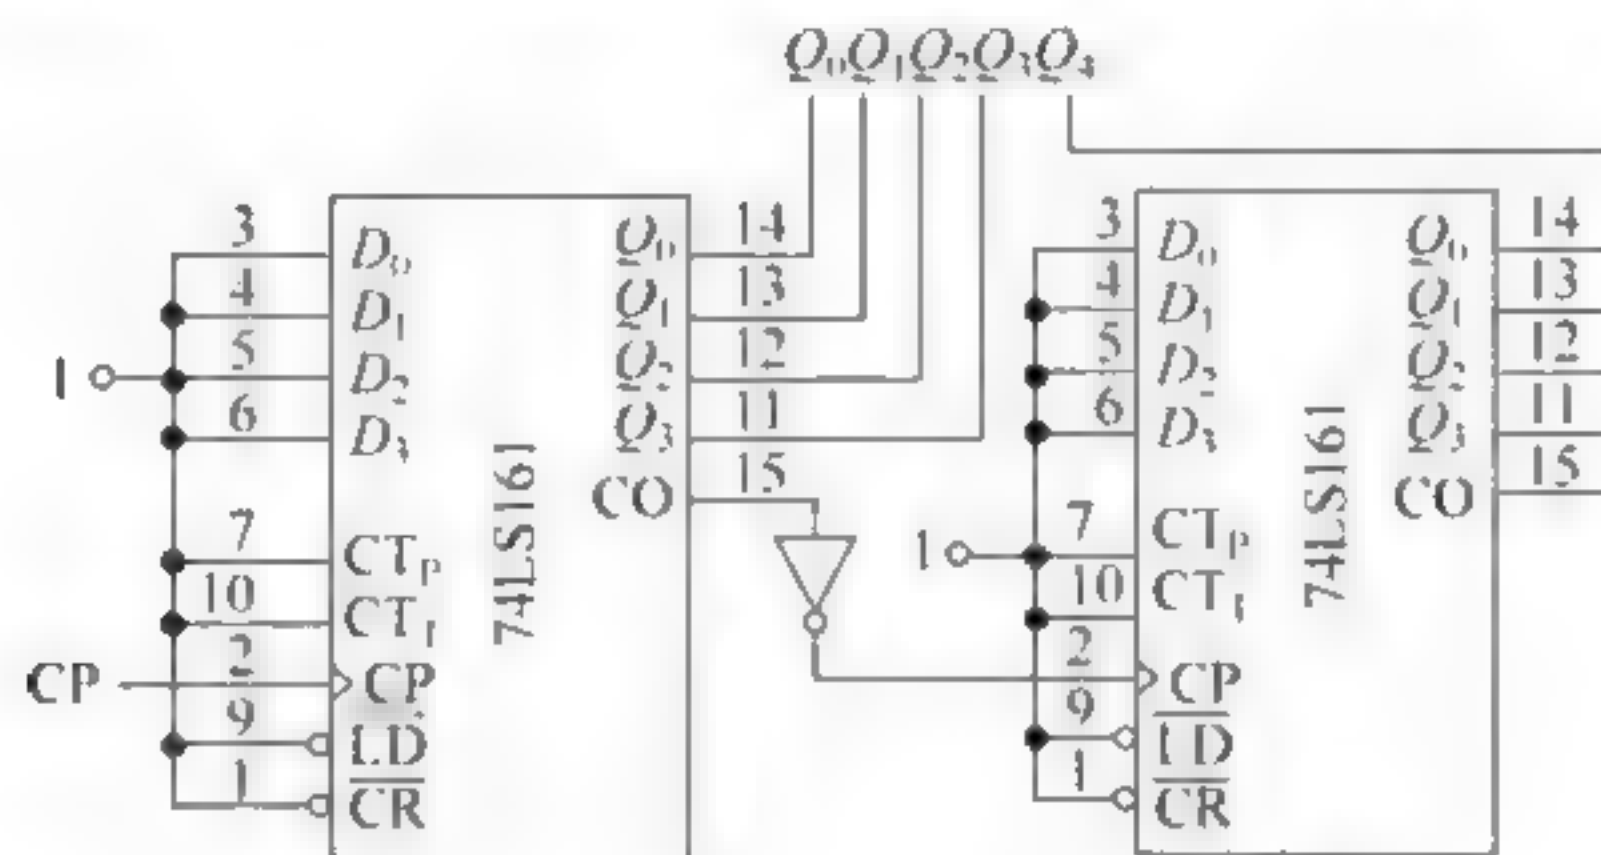 Q₀Q₁Q₂Q₃Q₄
3 D₀ Q₀ 14
4 D₁ Q₁ 13
5 D₂ Q₂ 12
6 D₃ Q₃ 11
CO 15
7 CTP
10 CTT
2 CP
9 LD
1 CR
1
CP
74LS161
3 D₀ Q₀ 14
4 D₁ Q₁ 13
5 D₂ Q₂ 12
6 D₃ Q₃ 11
CO 15
7 CTP
10 CTT
2 CP
9 LD
1 CR
1
74LS161